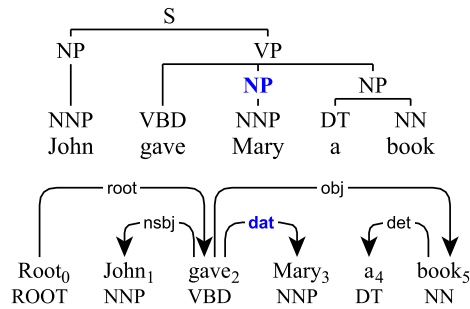 S
NP VP
NP NP
NNP VBD NNP DT NN
John gave Mary a book
root obj
nsbj dat det
Root0 John1 gave2 Mary3 a4 book5
ROOT NNP VBD NNP DT NN